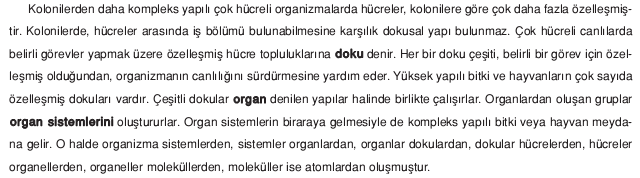 Kolonilerden daha kompleks yapılı çok hücreli organizmalarda hücreler, kolonilere göre çok daha fazla özelleşmiş-
tir. Kolonilerde, hücreler arasında iş bölümü bulunabilmesine karşılık dokusal yapı bulunmaz. Çok hücreli canlılarda
belirli görevler yapmak üzere özelleşmiş hücre topluluklarına doku denir. Her bir doku çeşiti, belirli bir görev için özel-
leşmiş olduğundan, organizmanın canlılığını sürdürmesine yardım eder. Yüksek yapılı bitki ve hayvanların çok sayıda
özelleşmiş dokuları vardır. Çeşitli dokular organ denilen yapılar halinde birlikte çalışırlar. Organlardan oluşan gruplar
organ sistemlerini oluştururlar. Organ sistemlerin biraraya gelmesiyle de kompleks yapılı bitki veya hayvan meyda-
na gelir. O halde organizma sistemlerden, sistemler organlardan, organlar dokulardan, dokular hücrelerden, hücreler
organellerden, organeller moleküllerden, moleküller ise atomlardan oluşmuştur.